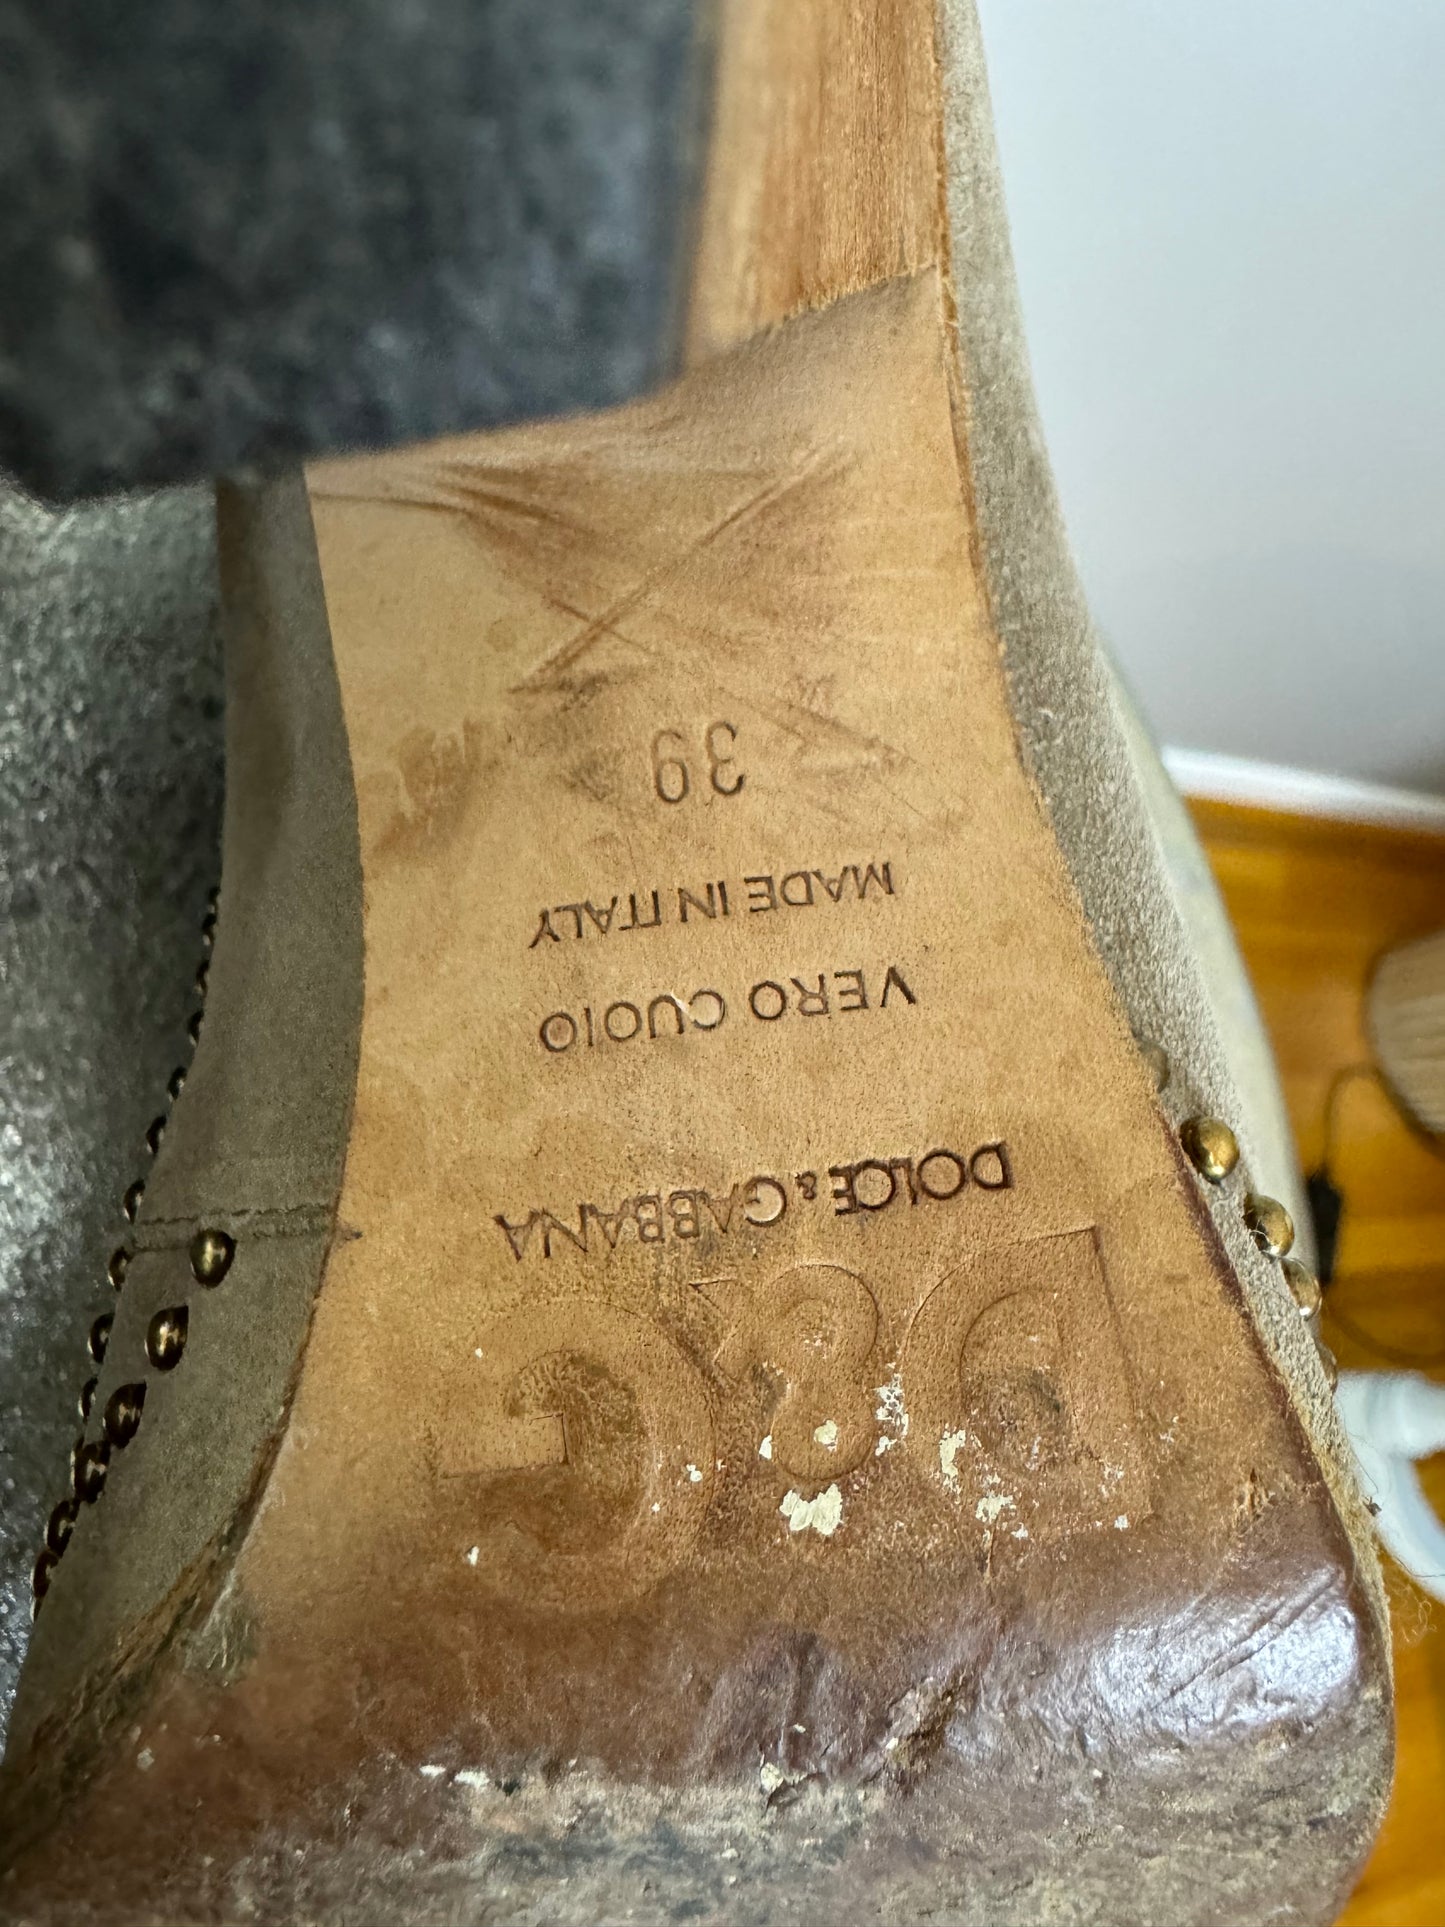 D&G
DOLCE & GABBANA
VERO CUOIO
MADE IN ITALY
39